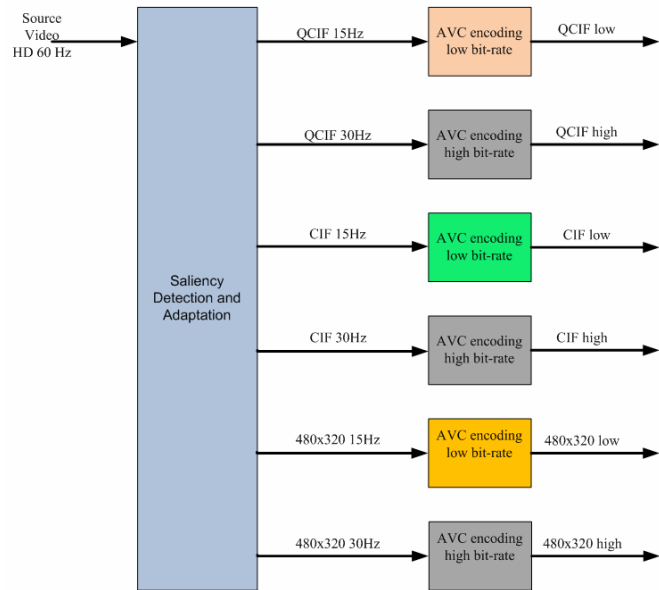 Source
Video
HD 60 Hz
Saliency
Detection and
Adaptation
QCIF 15Hz
AVC encoding
low bit-rate
QCIF low
QCIF 30Hz
AVC encoding
high bit-rate
QCIF high
CIF 15Hz
AVC encoding
low bit-rate
CIF low
CIF 30Hz
AVC encoding
high bit-rate
CIF high
480x320 15Hz
AVC encoding
low bit-rate
480x320 low
480x320 30Hz
AVC encoding
high bit-rate
480x320 high